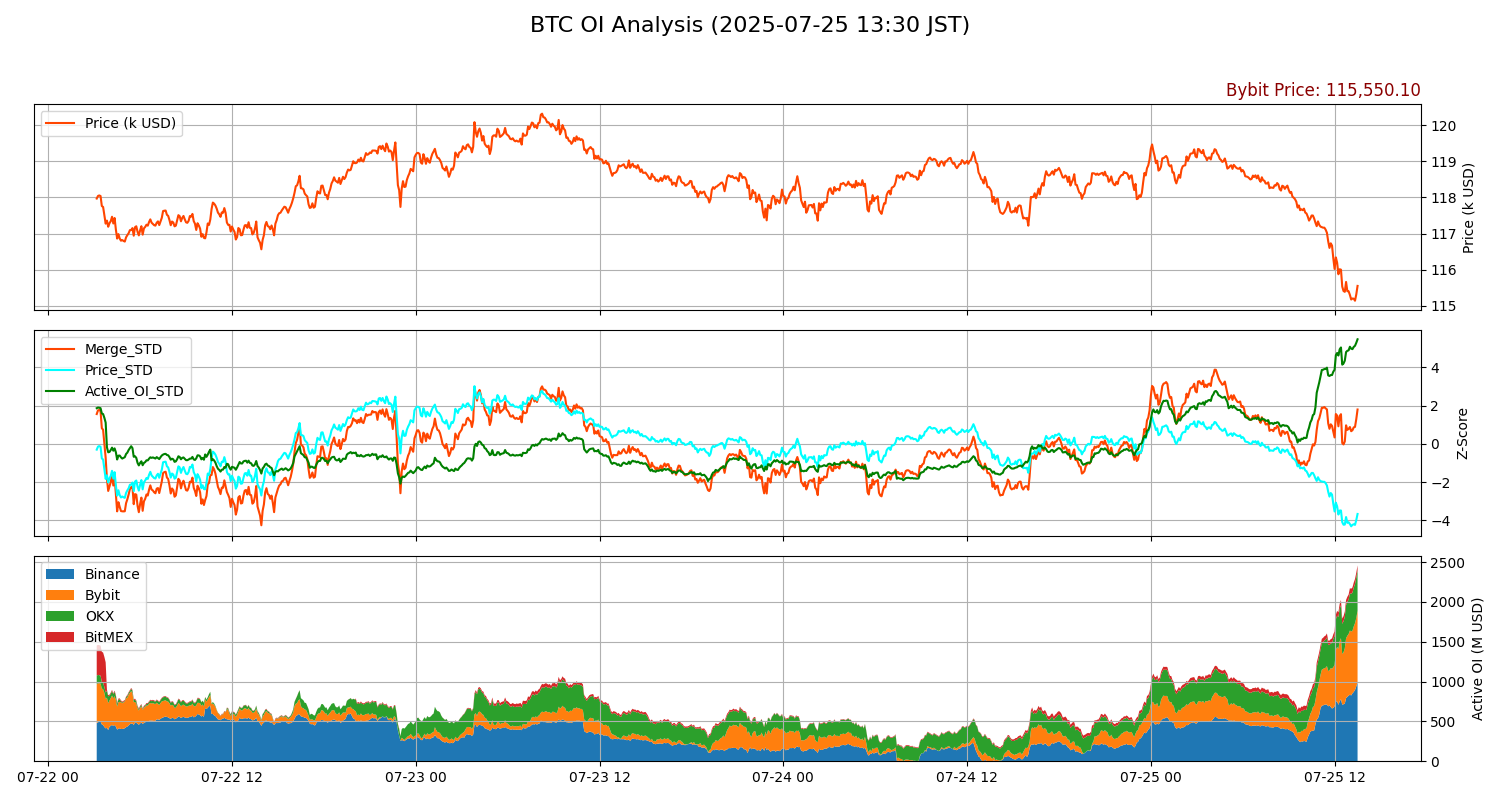 BTC OI Analysis (2025-07-25 13:30 JST)
Bybit Price: 115,550.10
Price (k USD)
120
119
118
117
116
115
Price (k USD)
Merge_STD
Price_STD
Active_OI_STD
4
2
0
−2
−4
Z-Score
Binance
Bybit
OKX
BitMEX
2500
2000
1500
1000
500
0
Active OI (M USD)
07-22 00
07-22 12
07-23 00
07-23 12
07-24 00
07-24 12
07-25 00
07-25 12